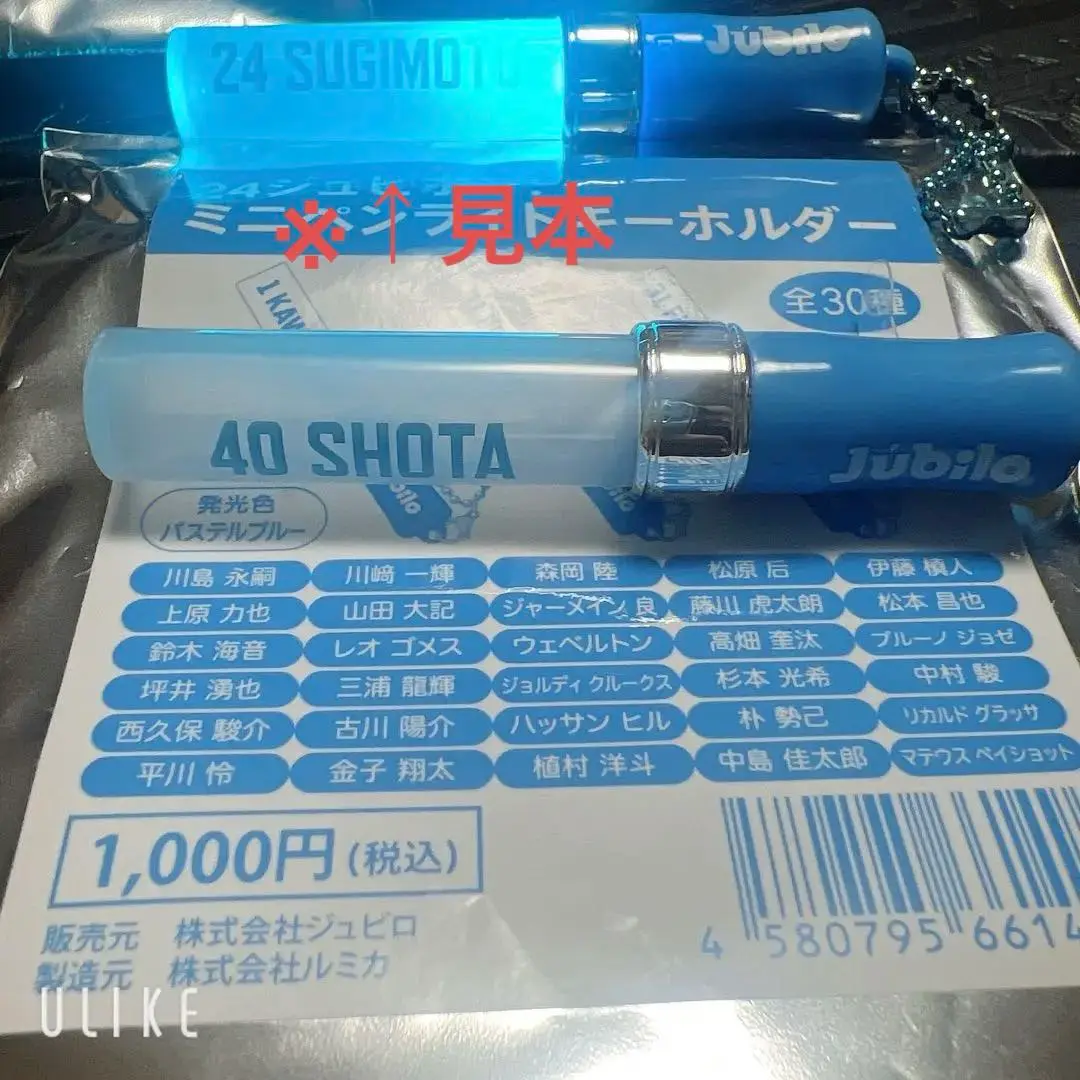 24 SUGIMOTO
Júbilo
※↑見本
24ジュビロ
ミニペンライトキーホルダー
1 KAW
全30種
40 SHOTA
Júbilo
発光色
パステルブルー
川島 永嗣 川﨑 一輝 森岡 陸 松原 后 伊藤 槙人
上原 力也 山田 大記 ジャーメイン 良 藤川 虎太朗 松本 昌也
鈴木 海音 レオ ゴメス ウェベルトン 高畑 奎汰 ブルーノ ジョゼ
坪井 湧也 三浦 龍輝 ジョルディ クルークス 杉本 光希 中村 駿
西久保 駿介 古川 陽介 ハッサン ヒル 朴 勢己 リカルド グラッサ
平川 怜 金子 翔太 植村 洋斗 中島 佳太郎 マテウス ペイショット
1,000円(税込)
販売元 株式会社ジュビロ
製造元 株式会社ルミカ
4 580795 6614
ULIKE